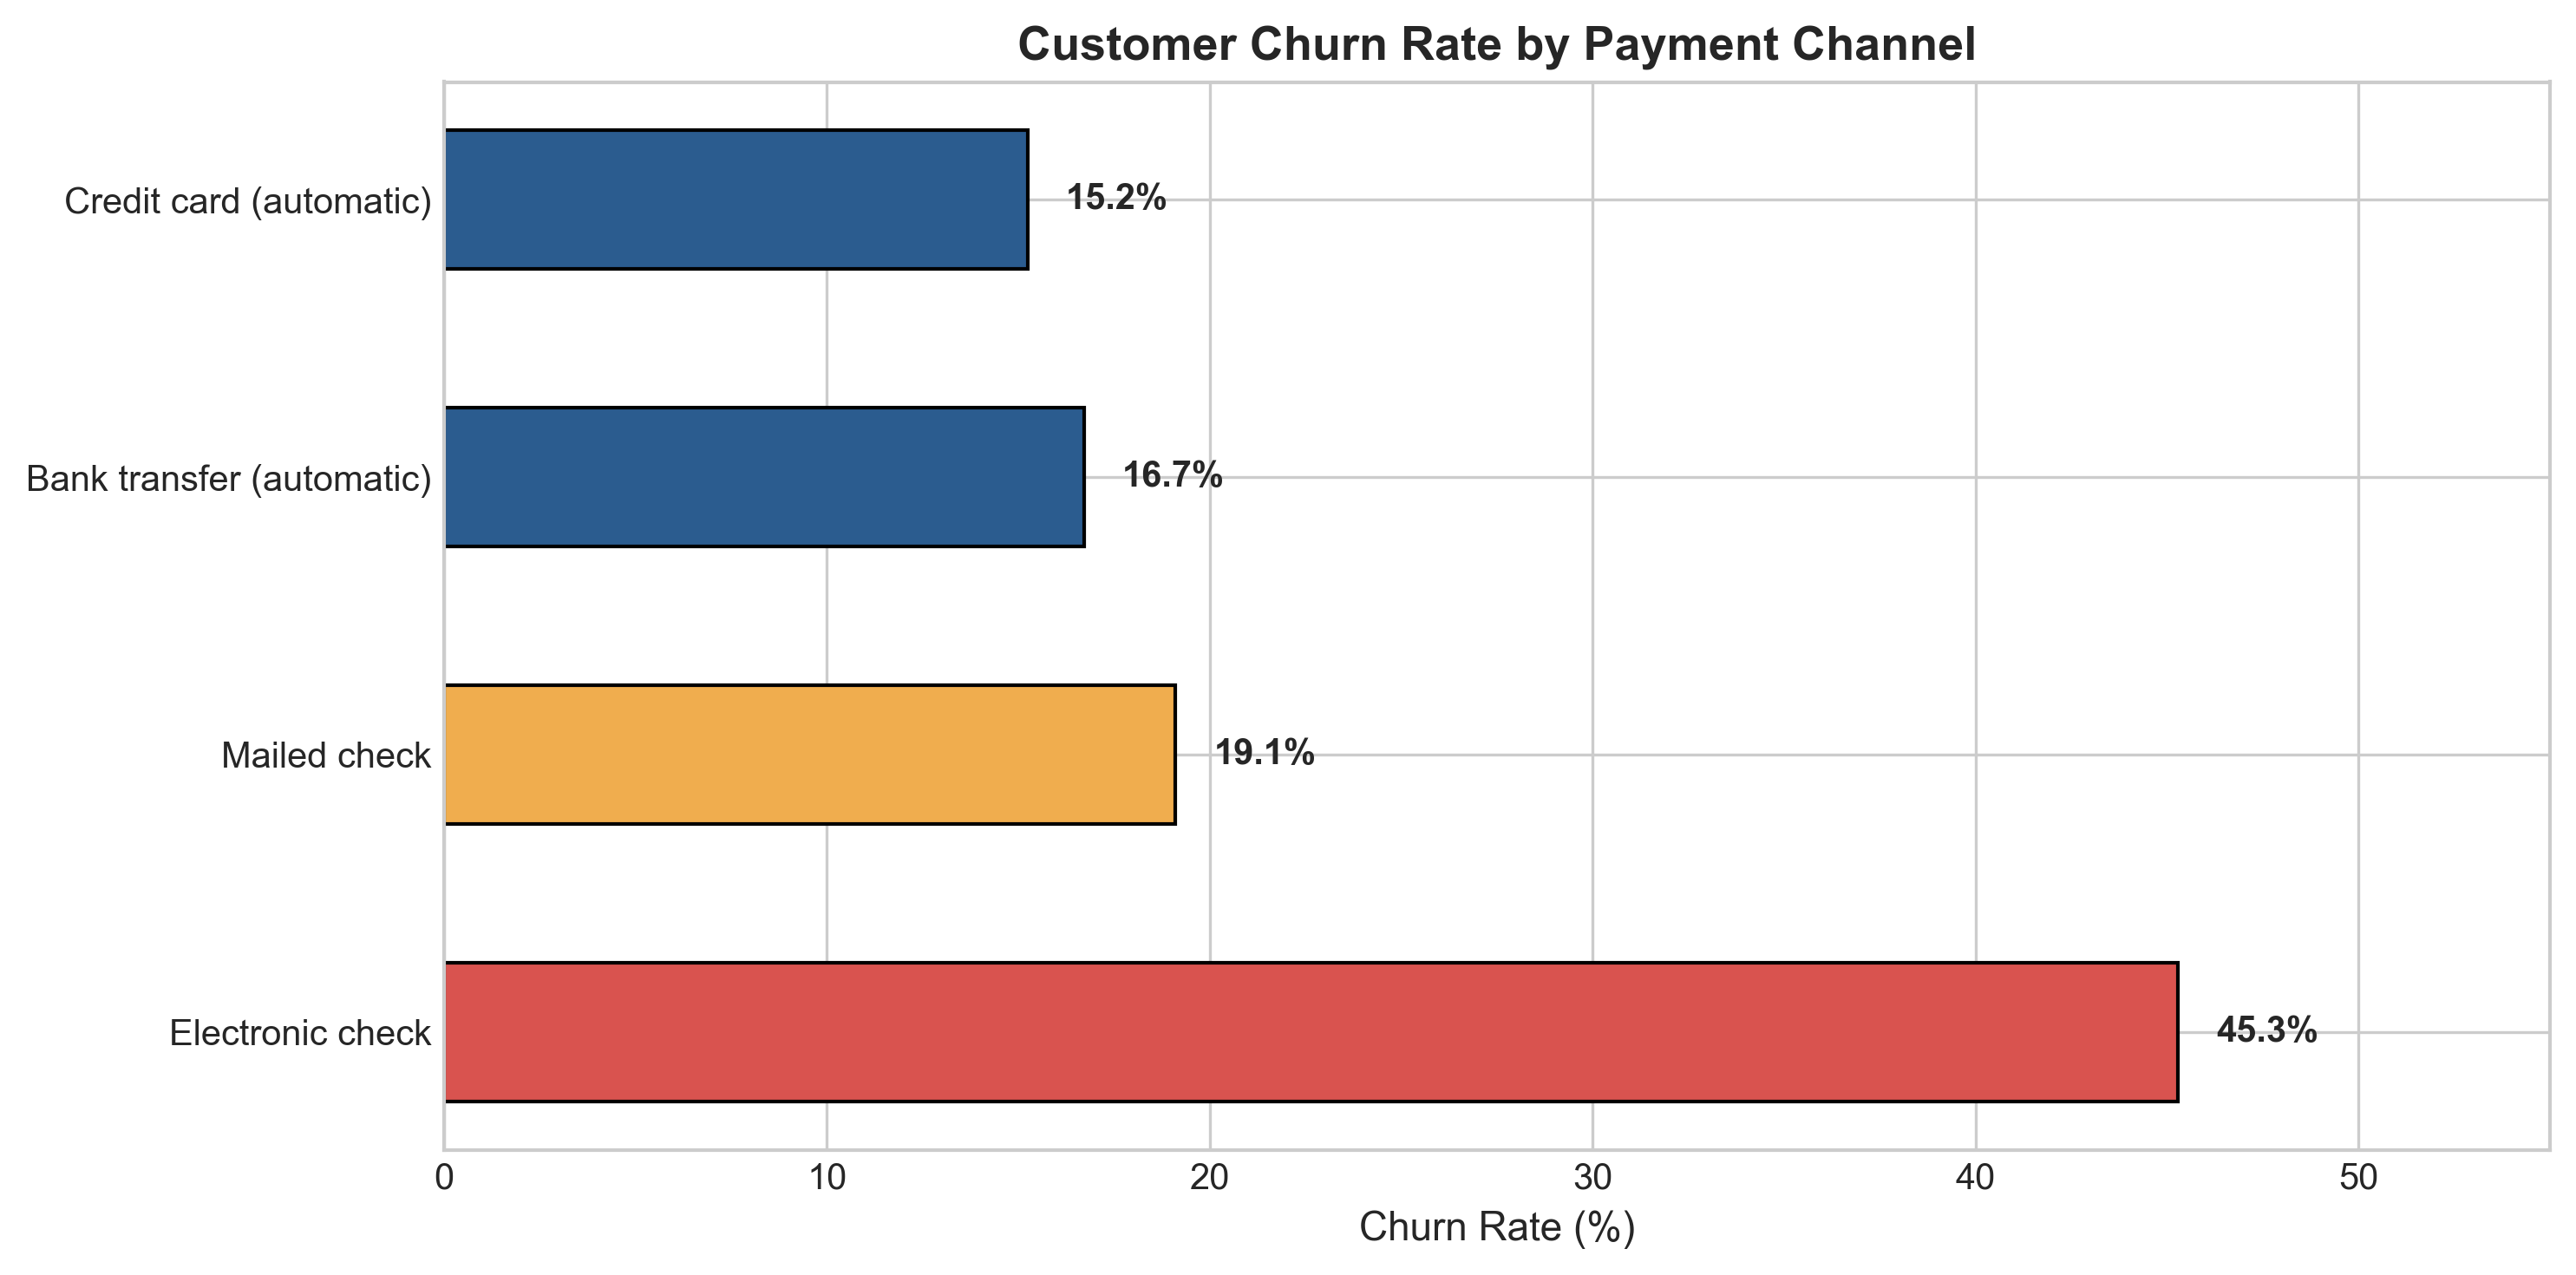 Customer Churn Rate by Payment Channel
Credit card (automatic)
15.2%
Bank transfer (automatic)
16.7%
Mailed check
19.1%
Electronic check
45.3%
0 10 20 30 40 50
Churn Rate (%)